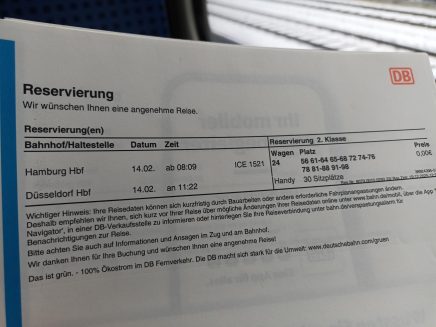 DB
Reservierung
Wir wünschen Ihnen eine angenehme Reise.
Reservierung(en)
Bahnhof/Haltestelle Datum Zeit Reservierung 2. Klasse Preis
Wagen Platz
Hamburg Hbf 14.02. ab 08:09 ICE 1521 24 56 61-64 65-68 72 74-76 0,00€
78 81-88 91-98
Düsseldorf Hbf 14.02. an 11:22 Handy 30 Sitzplätze
Wichtiger Hinweis: Ihre Reisedaten können sich kurzfristig durch Bauarbeiten oder andere erforderliche Fahrplananpassungen ändern.
Deshalb empfehlen wir Ihnen, sich kurz vor Ihrer Reise über mögliche Änderungen Ihrer Reisedaten online unter www.bahn.de/mobil, über die App
Navigator', in einer DB-Verkaufsstelle zu informieren oder hinterlegen Sie Ihre Reiseverbindung unter bahn.de/verspaetungsalarm für
Benachrichtigungen zur Reise.
Bitte achten Sie auch auf Informationen und Ansagen im Zug und am Bahnhof.
Wir danken Ihnen für Ihre Buchung und wünschen Ihnen eine angenehme Reise!
Das ist grün. - 100% Ökostrom im DB Fernverkehr. Die DB macht sich stark für die Umwelt: www.deutschebahn.com/gruen